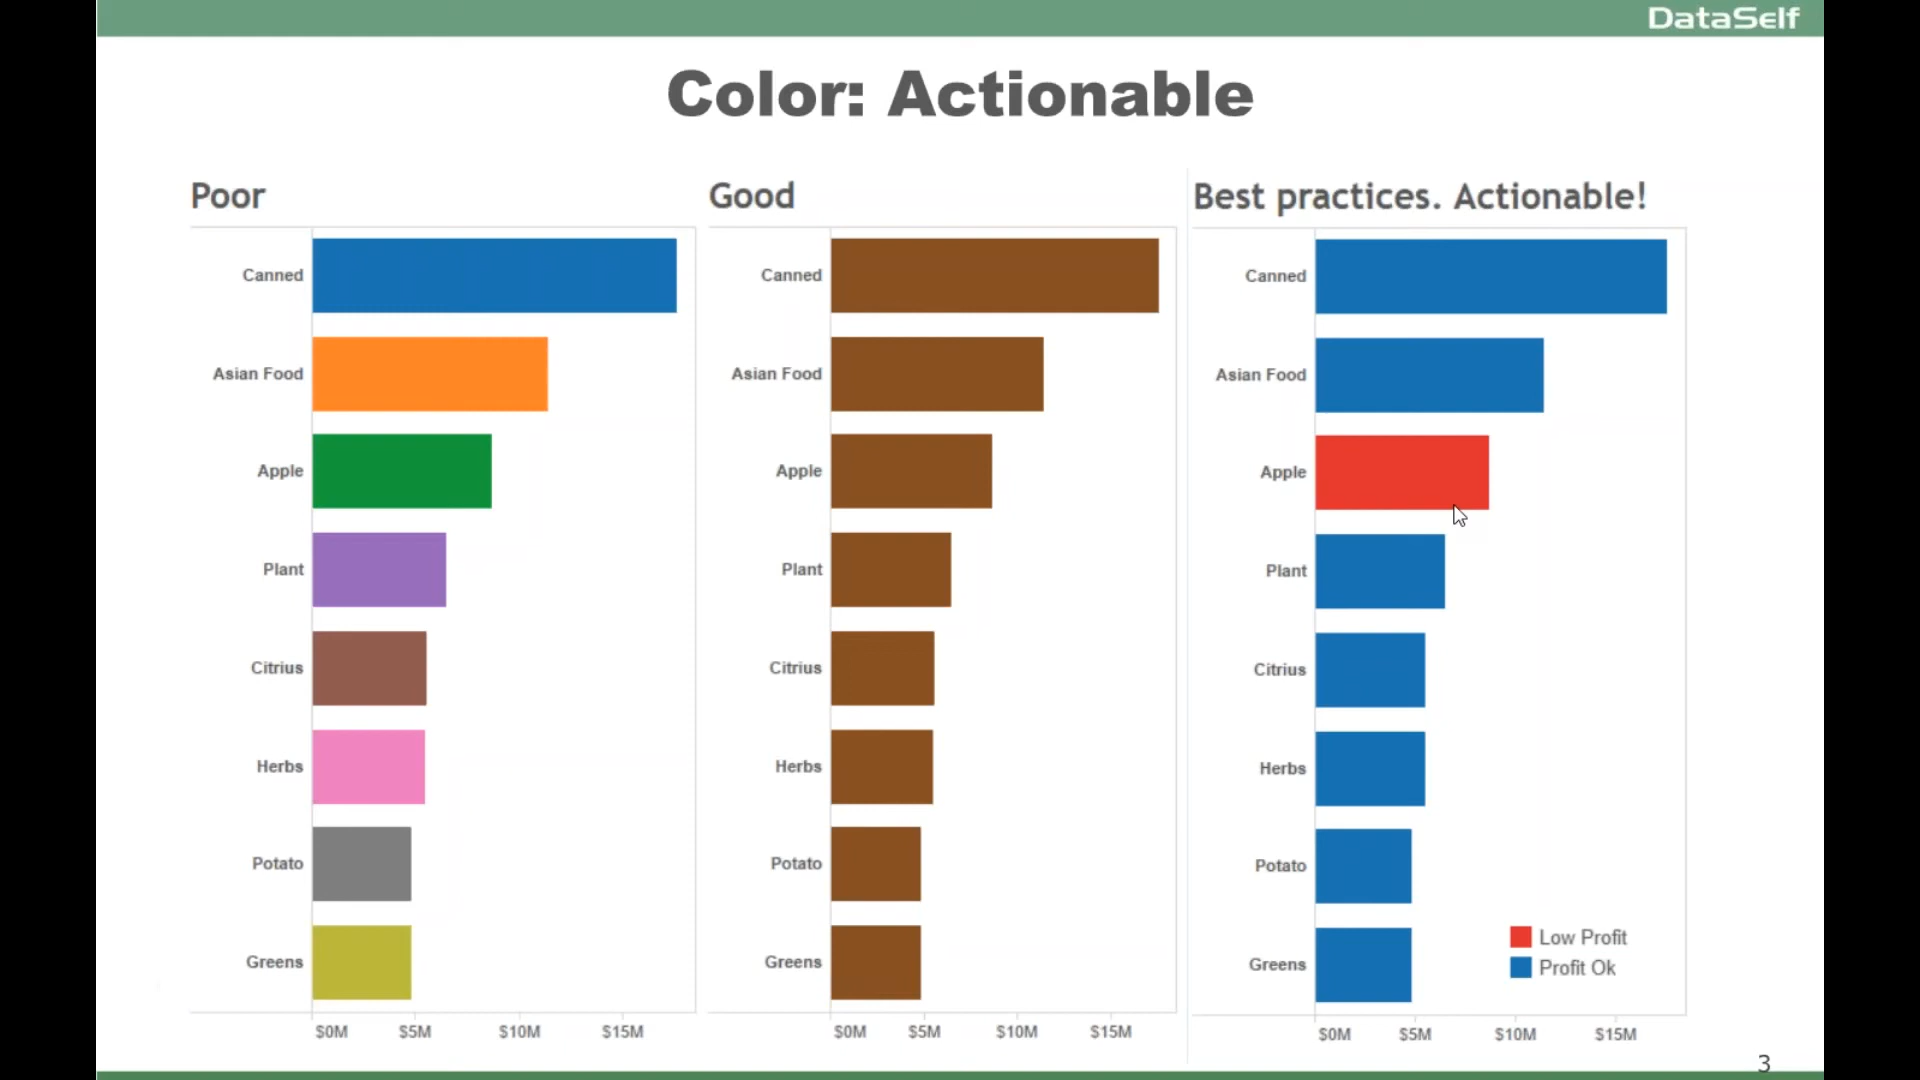 DataSelf
Color: Actionable
Poor
Canned
Asian Food
Apple
Plant
Citrius
Herbs
Potato
Greens
$0M $5M $10M $15M
Good
Canned
Asian Food
Apple
Plant
Citrius
Herbs
Potato
Greens
$0M $5M $10M $15M
Best practices. Actionable!
Canned
Asian Food
Apple
Plant
Citrius
Herbs
Potato
Greens
Low Profit
Profit Ok
$0M $5M $10M $15M
3